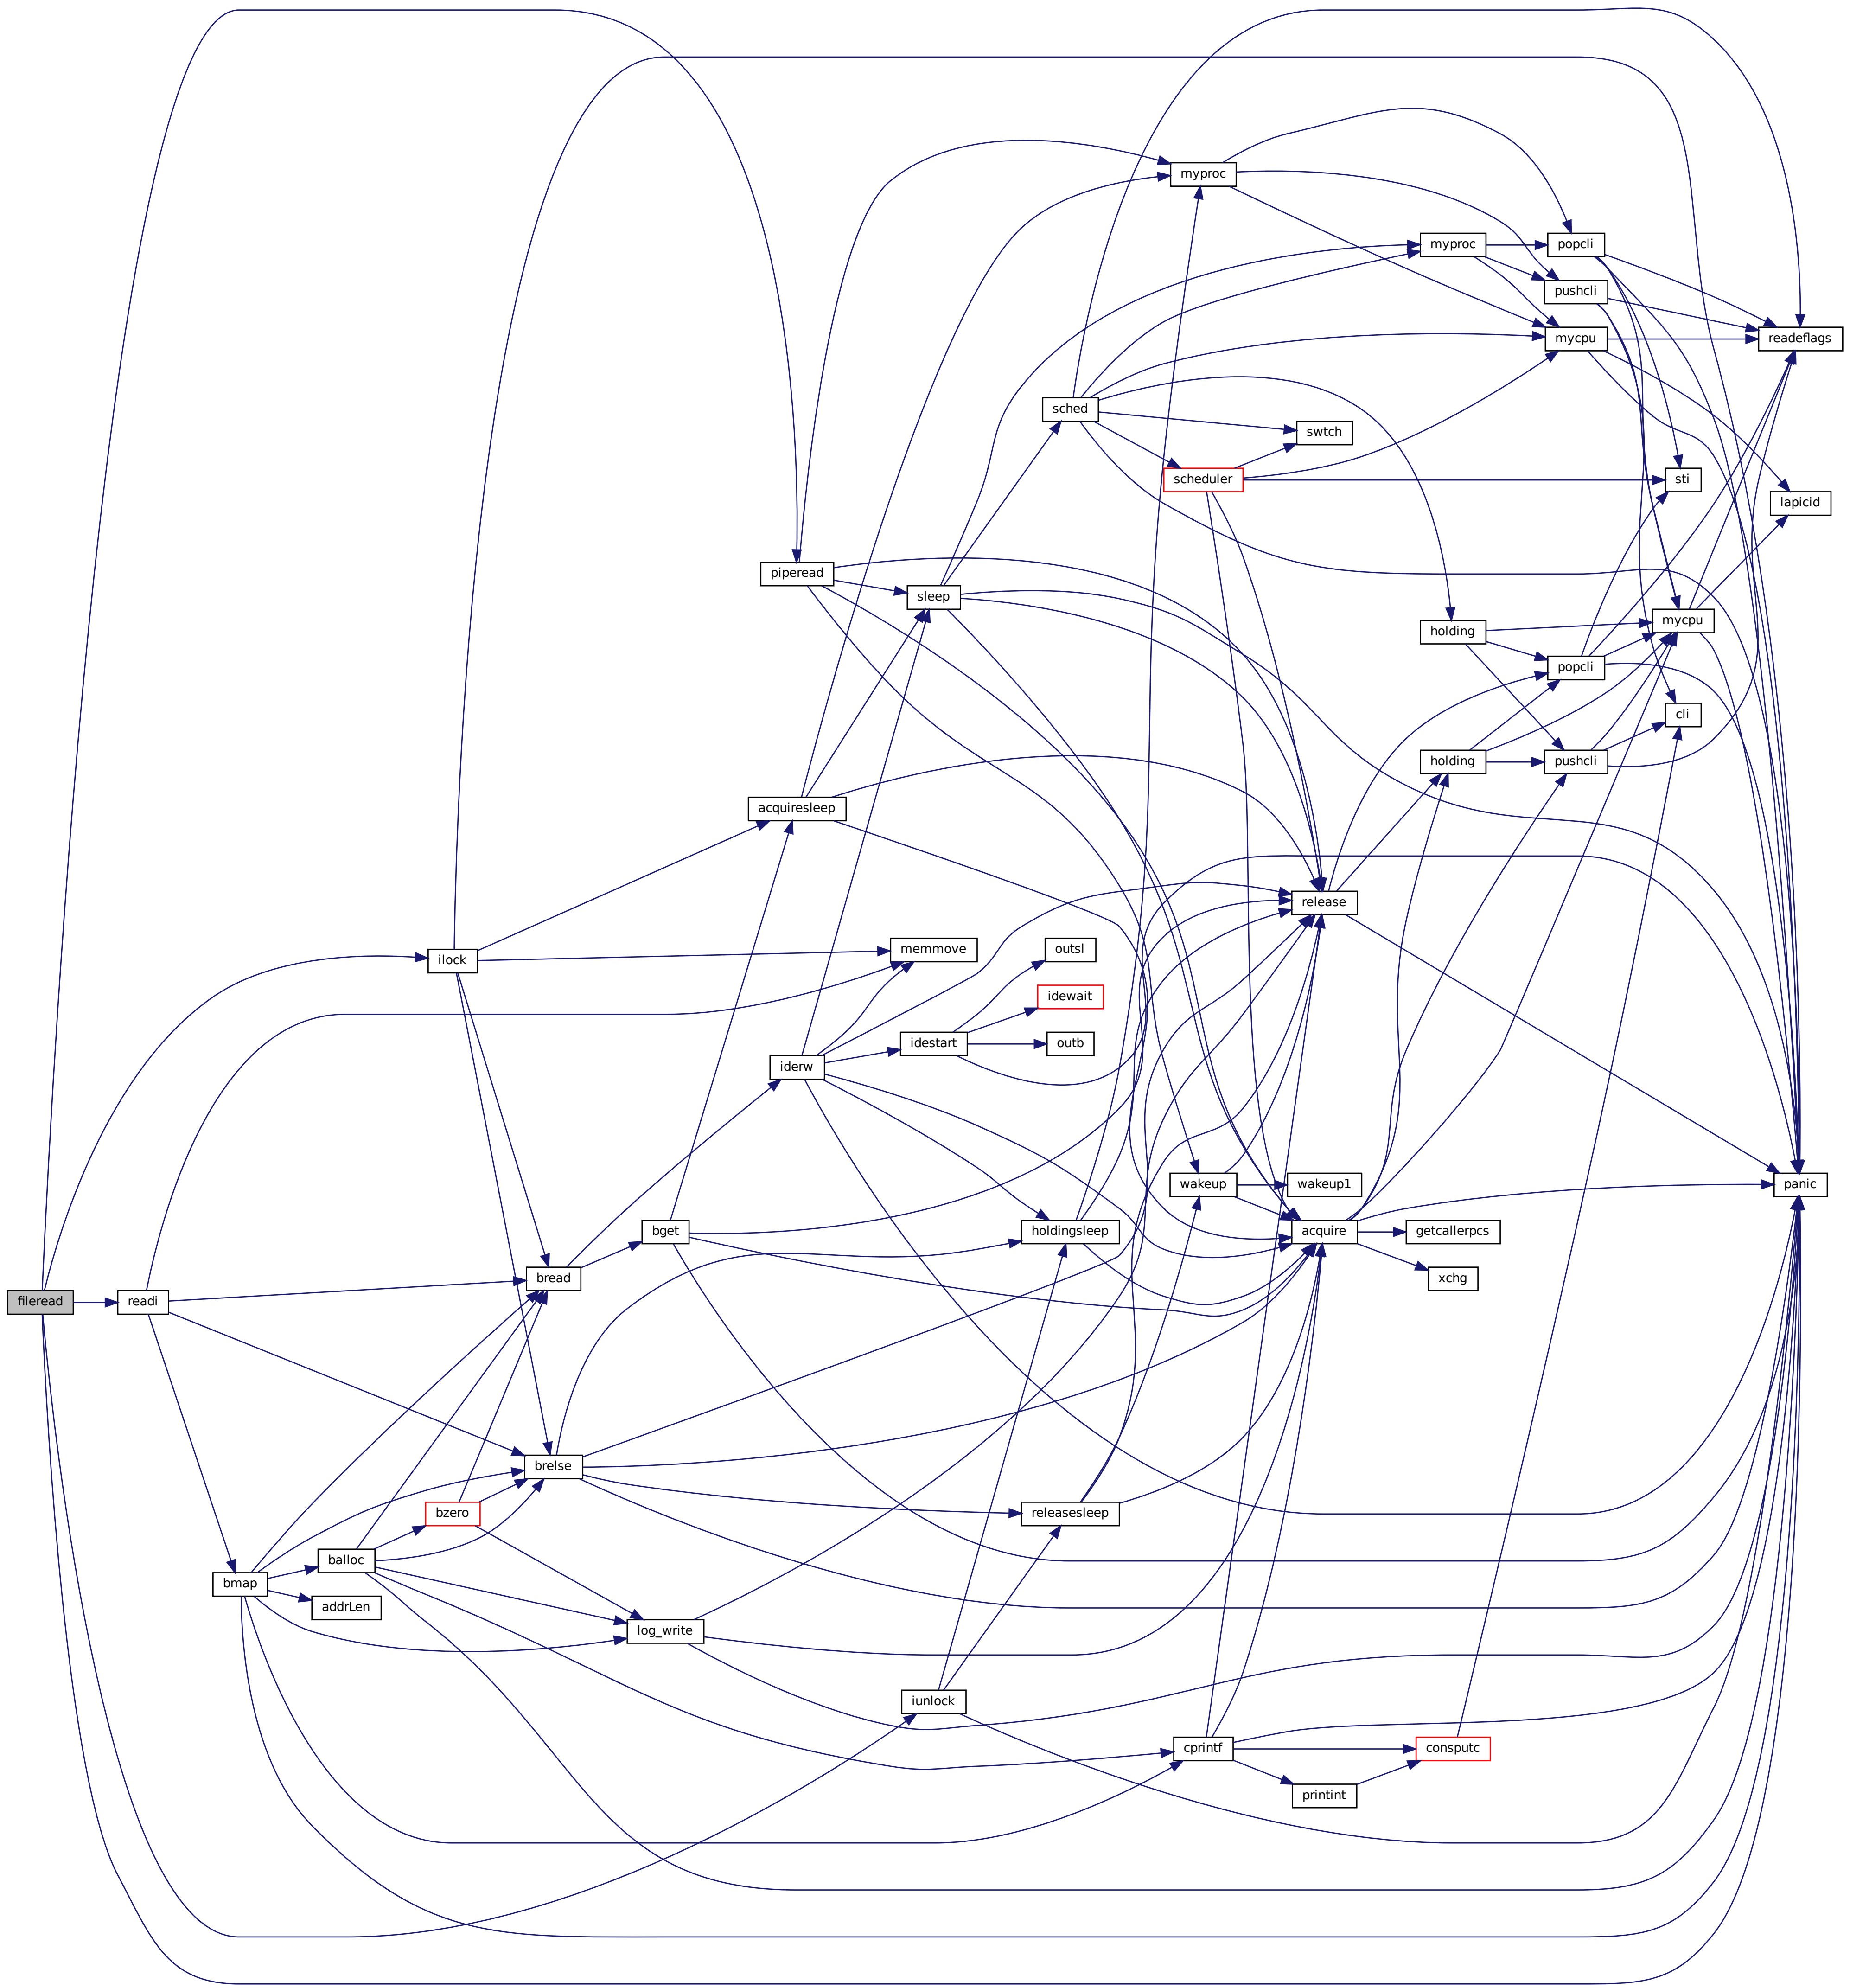 myproc
popcli
myproc
pushcli
mycpu
readeflags
sched
swtch
scheduler
sti
lapicid
piperead
sleep
mycpu
holding
popcli
cli
holding
pushcli
acquiresleep
release
memmove
outsl
ilock
idewait
idestart
outb
iderw
wakeup
wakeup1
panic
bget
holdingsleep
acquire
getcallerpcs
bread
xchg
fileread
readi
brelse
bzero
releasesleep
balloc
bmap
addrLen
log_write
iunlock
cprintf
consputc
printint